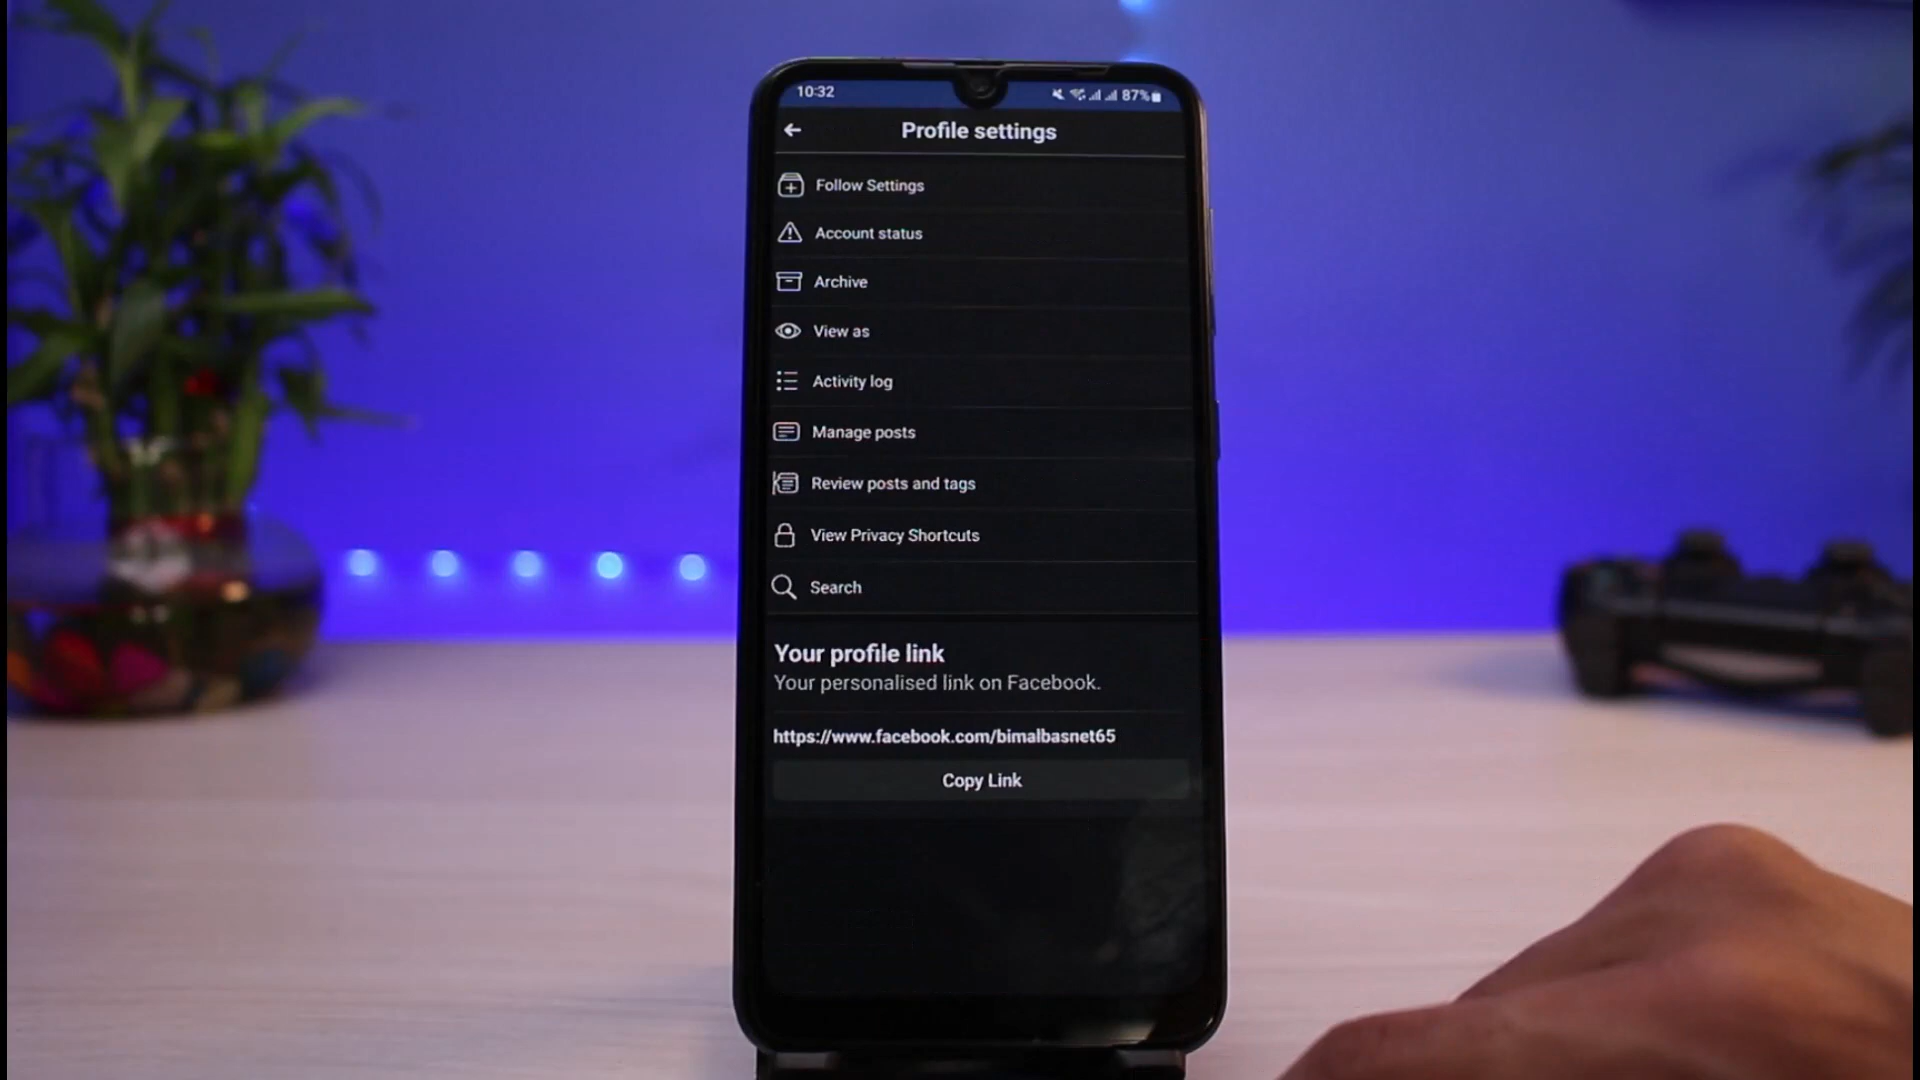 10:32
87%
Profile settings
Follow Settings
Account status
Archive
View as
Activity log
Manage posts
Review posts and tags
View Privacy Shortcuts
Search
Your profile link
Your personalised link on Facebook.
https://www.facebook.com/bimalbasnet65
Copy Link